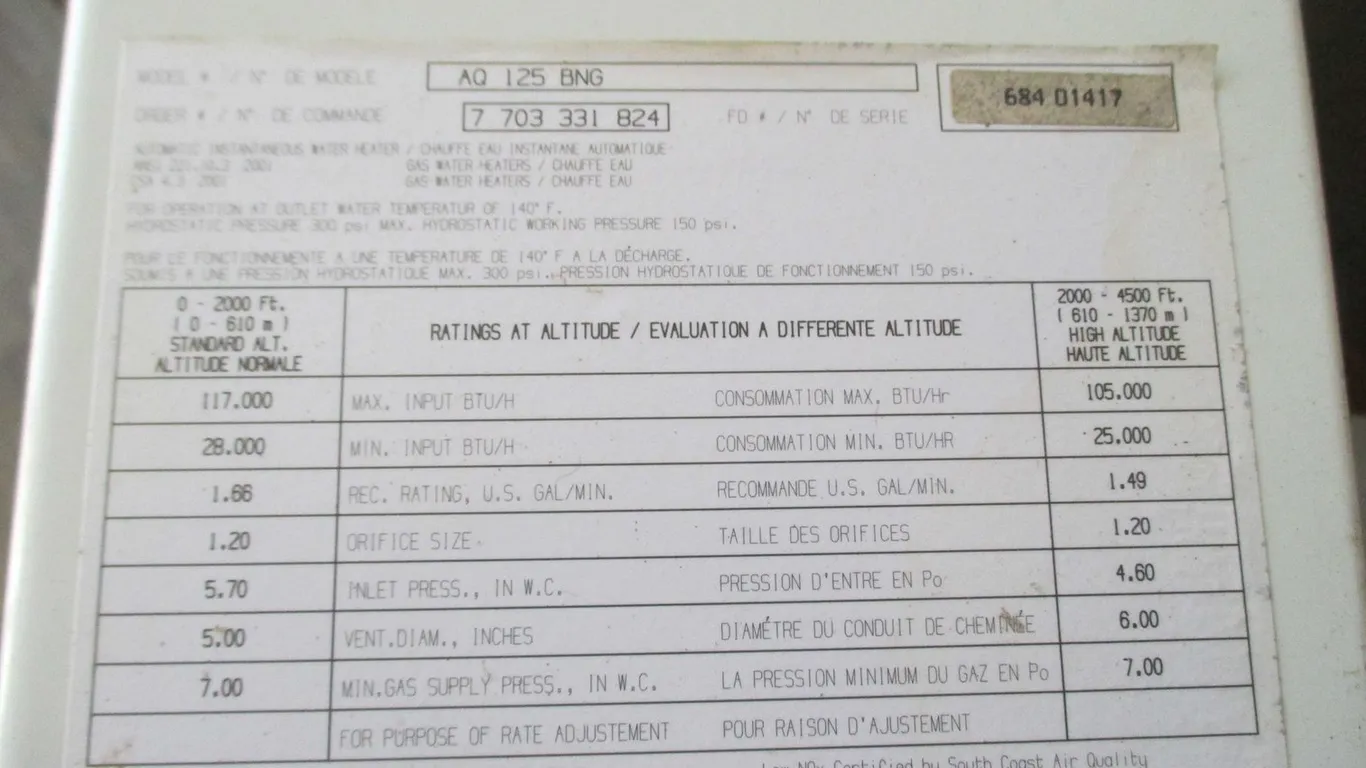 MODEL # / N° DE MODELE AQ 125 BNG
684 01417
ORDER # / N° DE COMMANDE 7 703 331 824 FD # / N° DE SERIE
AUTOMATIC INSTANTANEOUS WATER HEATER / CHAUFFE EAU INSTANTANE AUTOMATIQUE
2001 GAS WATER HEATERS / CHAUFFE EAU
CSA 4.3 2001 GAS WATER HEATERS / CHAUFFE EAU
FOR OPERATION AT OUTLET WATER TEMPERATUR OF 140° F.
HYDROSTATIC PRESSURE 300 psi MAX. HYDROSTATIC WORKING PRESSURE 150 psi.
POUR LE FONCTIONNEMENTE A UNE TEMPERATURE DE 140° F A LA DÉCHARGE.
SOUMIS A UNE PRESSION HYDROSTATIQUE MAX. 300 psi., PRESSION HYDROSTATIQUE DE FONCTIONNEMENT 150 psi.
0 - 2000 Ft.
( 0 - 610 m )
STANDARD ALT.
ALTITUDE NORMALE
RATINGS AT ALTITUDE / EVALUATION A DIFFERENTE ALTITUDE
2000 - 4500 Ft.
( 610 - 1370 m )
HIGH ALTITUDE
HAUTE ALTITUDE
117.000 MAX. INPUT BTU/H CONSOMMATION MAX. BTU/Hr 105.000
28.000 MIN. INPUT BTU/H CONSOMMATION MIN. BTU/HR 25.000
1.66 REC. RATING, U.S. GAL/MIN. RECOMMANDE U.S. GAL/MIN. 1.49
1.20 ORIFICE SIZE TAILLE DES ORIFICES 1.20
5.70 INLET PRESS., IN W.C. PRESSION D'ENTRE EN Po 4.60
5.00 VENT.DIAM., INCHES DIAMÉTRE DU CONDUIT DE CHEMINÉE 6.00
7.00 MIN.GAS SUPPLY PRESS., IN W.C. LA PRESSION MINIMUM DU GAZ EN Po 7.00
FOR PURPOSE OF RATE ADJUSTMENT POUR RAISON D'AJUSTEMENT
Low NOx Certified by South Coast Air Quality